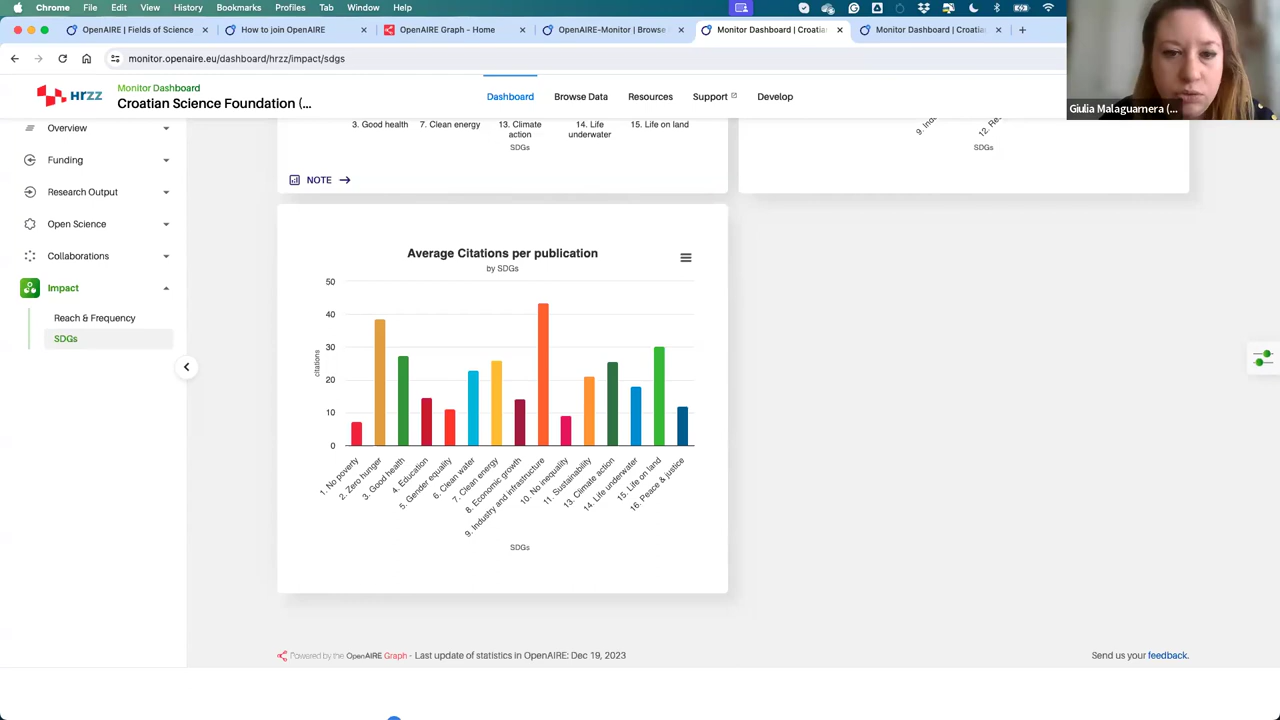 Chrome File Edit View History Bookmarks Profiles Tab Window Help
OpenAIRE | Fields of Science
How to join OpenAIRE
OpenAIRE Graph - Home
OpenAIRE-Monitor | Browse
Monitor Dashboard | Croatia
Monitor Dashboard | Croatia
monitor.openaire.eu/dashboard/hrzz/impact/sdgs
Giulia Malaguarnera (...
hrzz
Monitor Dashboard
Croatian Science Foundation (...
Dashboard
Browse Data
Resources
Support
Develop
Overview
Funding
Research Output
Open Science
Collaborations
Impact
Reach & Frequency
SDGs
3. Good health
7. Clean energy
13. Climate action
14. Life underwater
15. Life on land
SDGs
NOTE
9. Ind
12. Re
SDGs
Average Citations per publication
by SDGs
citations
50
40
30
20
10
0
1. No poverty
2. Zero hunger
3. Good health
4. Education
5. Gender equality
6. Clean water
7. Clean energy
8. Economic growth
9. Industry and infrastructure
10. No inequality
11. Sustainability
13. Climate action
14. Life underwater
15. Life on land
16. Peace & justice
SDGs
Powered by the OpenAIRE Graph - Last update of statistics in OpenAIRE: Dec 19, 2023
Send us your feedback.